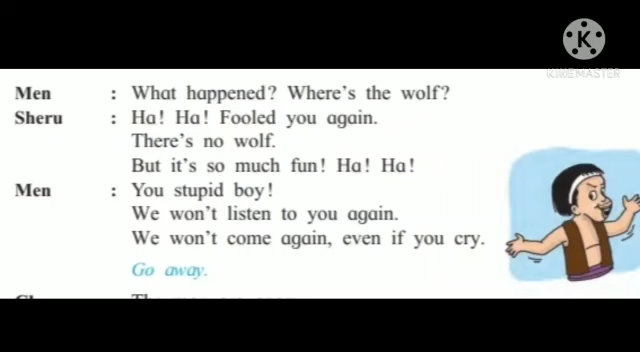 K
KINEMASTER
Men : What happened? Where's the wolf?
Sheru : Ha! Ha! Fooled you again.
There's no wolf.
But it's so much fun! Ha! Ha!
Men : You stupid boy!
We won't listen to you again.
We won't come again, even if you cry.
Go away.